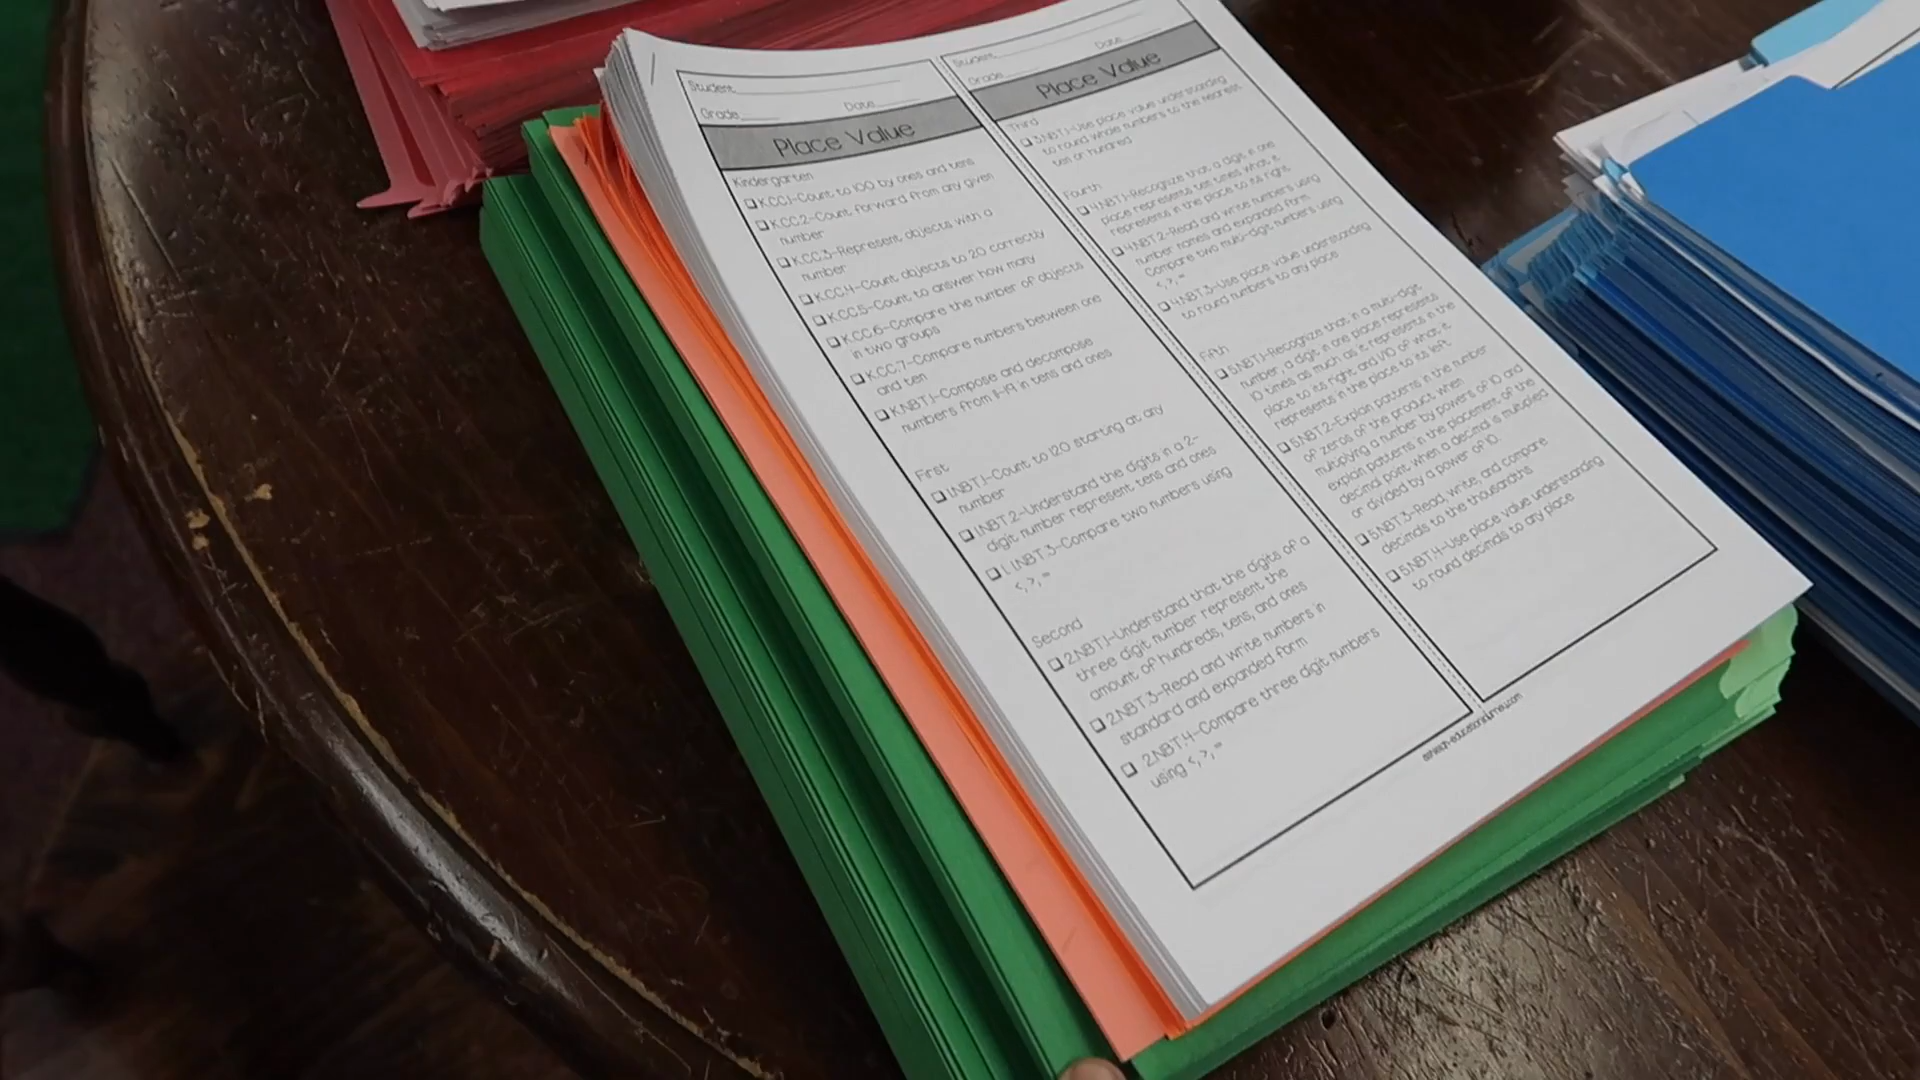 Student
Grade Date
Place Value
Kindergarten
K.CC.1-Count to 100 by ones and tens
K.CC.2-Count forward from any given
number
K.CC.3-Represent objects with a
number
K.CC.4-Count objects to 20 correctly
K.CC.5-Count to answer how many
K.CC.6-Compare the number of objects
in two groups
K.CC.7-Compare numbers between one
and ten
K.NBT.1-Compose and decompose
numbers from 11-19 in tens and ones
First
1.NBT.1-Count to 120 starting at any
number
1.NBT.2-Understand the digits in a 2-
digit number represent tens and ones
1.NBT.3-Compare two numbers using
<, >, =
Second
2.NBT.1-Understand that the digits of a
three digit number represent the
amount of hundreds, tens, and ones
2.NBT.3-Read and write numbers in
standard and expanded form
2.NBT.4-Compare three digit numbers
using <, >, =
Student
Grade Date
Place Value
Third
3.NBT.1-Use place value understanding
to round whole numbers to the nearest
ten or hundred
Fourth
4.NBT.1-Recognize that a digit in one
place represents ten times what it
represents in the place to its right
4.NBT.2-Read and write numbers using
number names and expanded form.
Compare two multi-digit numbers using
<, >, =
4.NBT.3-Use place value understanding
to round numbers to any place
Fifth
5.NBT.1-Recognize that in a multi-digit
number, a digit in one place represents
10 times as much as it represents in the
place to its right and 1/10 of what it
represents in the place to its left
5.NBT.2-Explain patterns in the number
of zeros of the product when
multiplying a number by powers of 10 and
explain patterns in the placement of the
decimal point when a decimal is multiplied
or divided by a power of 10.
5.NBT.3-Read, write, and compare
decimals to the thousandths
5.NBT.4-Use place value understanding
to round decimals to any place